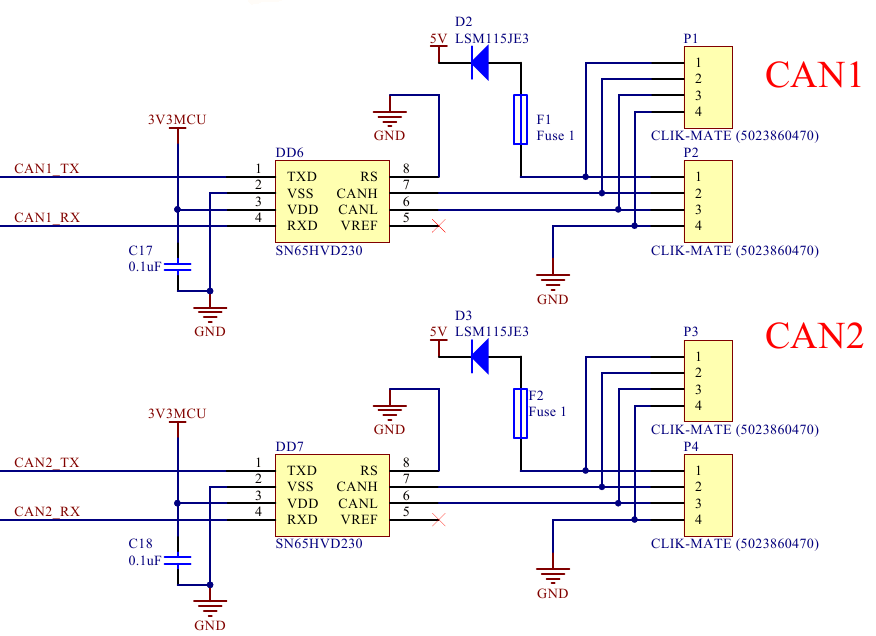 D2
5V LSM115JE3
P1
1
2
3
4
CAN1
F1
Fuse 1
GND
3V3MCU
CLIK-MATE (5023860470)
DD6
P2
CAN1_TX 1 TXD RS 8 1
2 VSS CANH 7 2
3 VDD CANL 6 3
CAN1_RX 4 RXD VREF 5 4
SN65HVD230
CLIK-MATE (5023860470)
C17
0.1uF
GND
GND
D3
5V LSM115JE3
P3
1
2
3
4
CAN2
F2
Fuse 1
GND
3V3MCU
CLIK-MATE (5023860470)
DD7
P4
CAN2_TX 1 TXD RS 8 1
2 VSS CANH 7 2
3 VDD CANL 6 3
CAN2_RX 4 RXD VREF 5 4
SN65HVD230
CLIK-MATE (5023860470)
C18
0.1uF
GND
GND